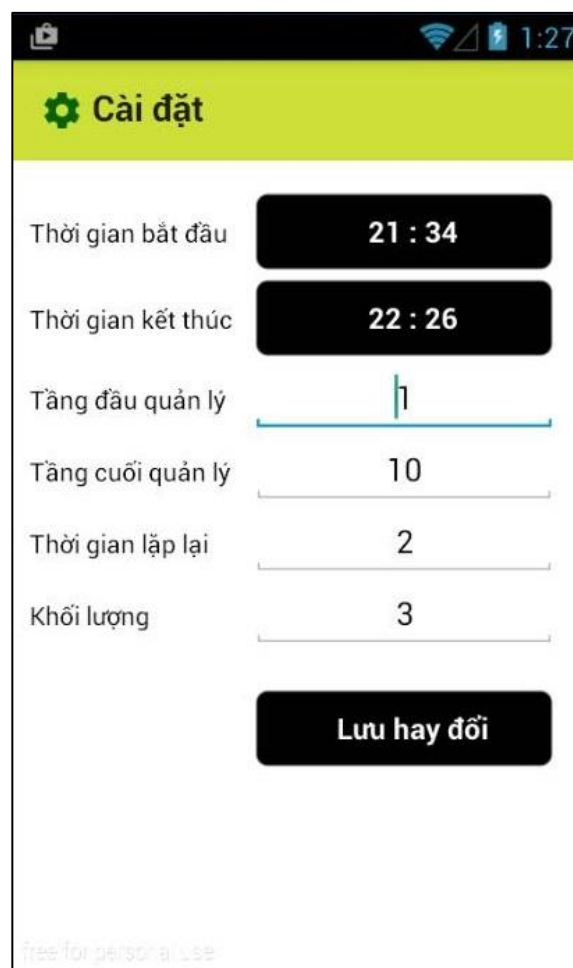 1:27
Cài đặt
Thời gian bắt đầu 21 : 34
Thời gian kết thúc 22 : 26
Tầng đầu quản lý 1
Tầng cuối quản lý 10
Thời gian lặp lại 2
Khối lượng 3
Lưu hay đổi
free for personal use